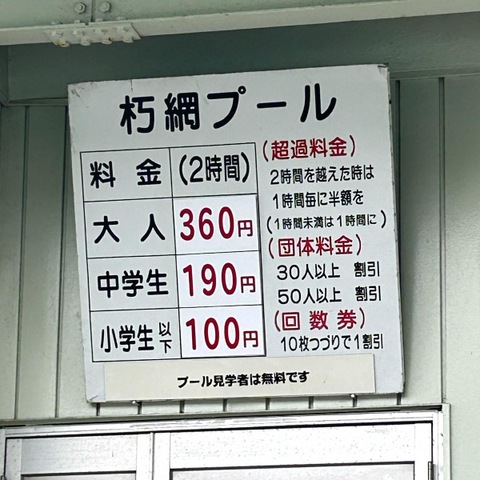 朽網プール
料金 (2時間)
大人 360円
中学生 190円
小学生以下 100円
(超過料金)
2時間を越えた時は
1時間毎に半額を
(1時間未満は1時間に)
(団体料金)
30人以上 割引
50人以上 割引
(回数券)
10枚つづりで1割引
プール見学者は無料です